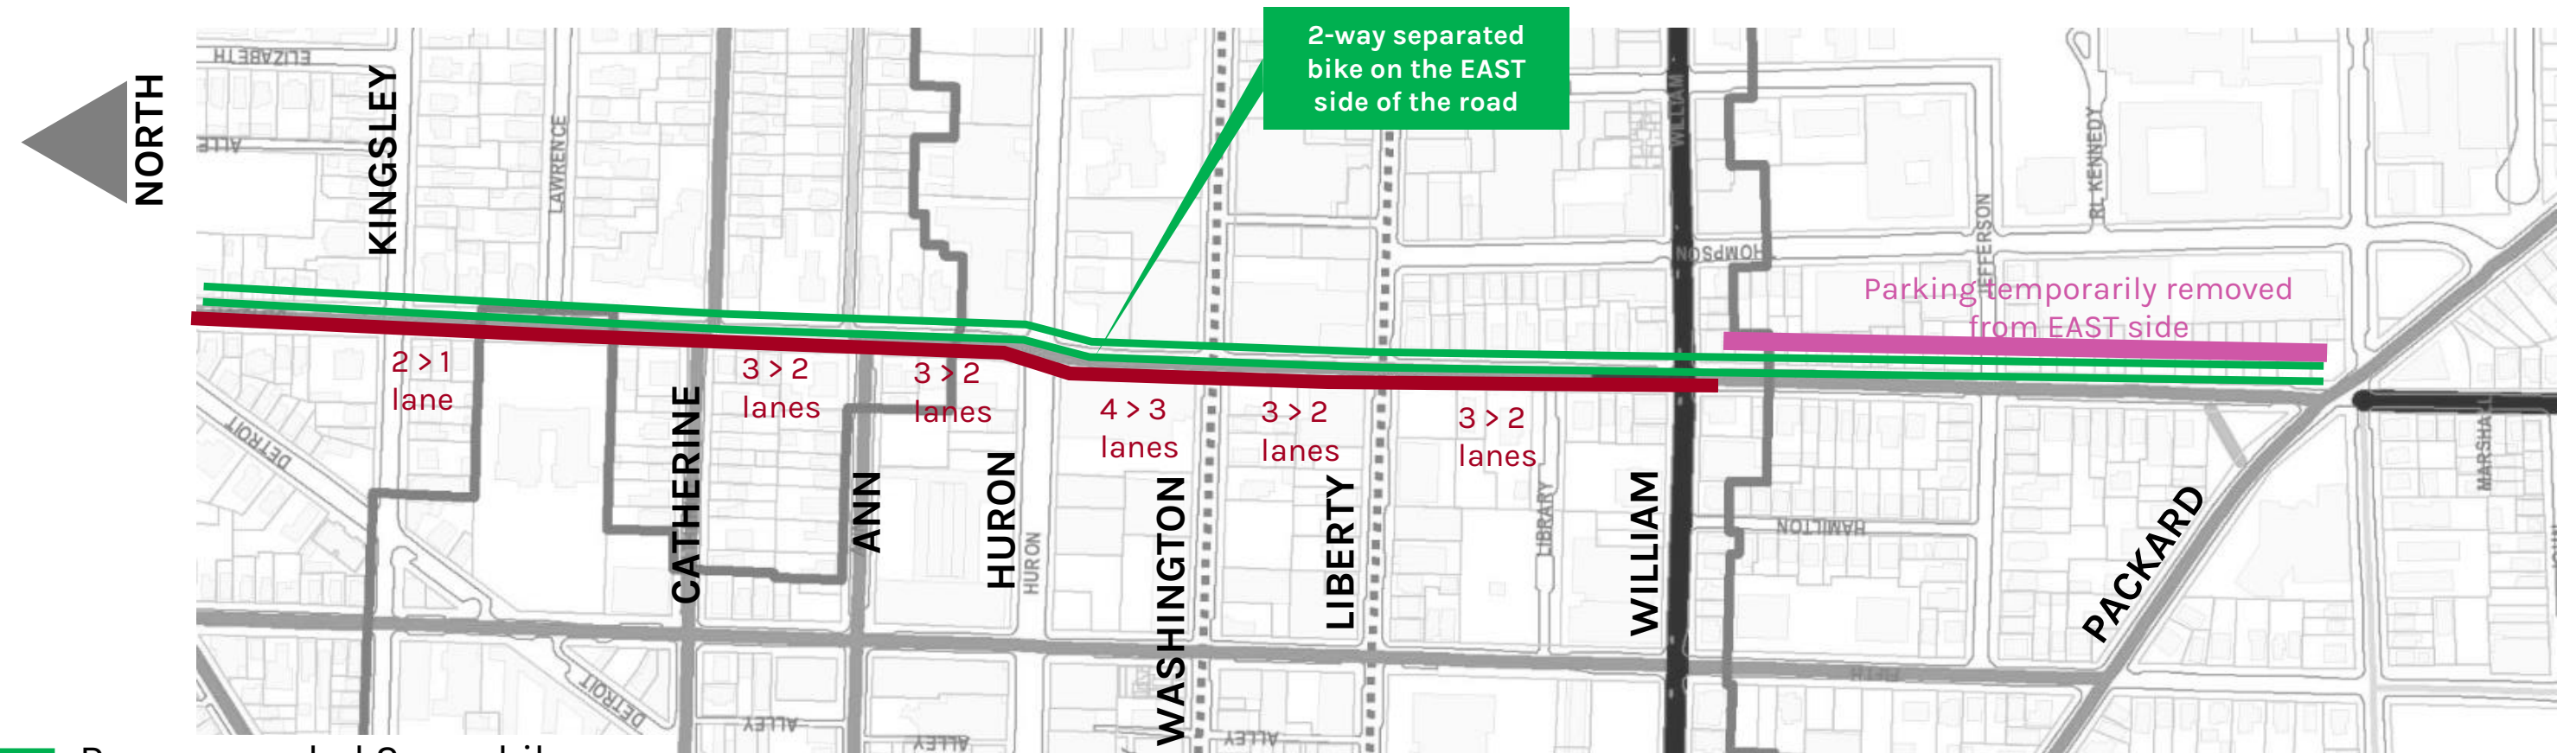 2-way separated
bike on the EAST
side of the road
NORTH
KINGSLEY
ELIZABETH
LAWRENCE
WILLIAM
RL KENNEDY
JEFFERSON
Parking temporarily removed
from EAST side
2 > 1
lane
3 > 2
lanes
3 > 2
lanes
4 > 3
lanes
3 > 2
lanes
3 > 2
lanes
DETROIT
CATHERINE
ANN
HURON
HURON
WASHINGTON
LIBERTY
LIBRARY
WILLIAM
HAMILTON
PACKARD
MARSHALL
FIFTH
DETROIT
ALLEY
ALLEY
ALLEY